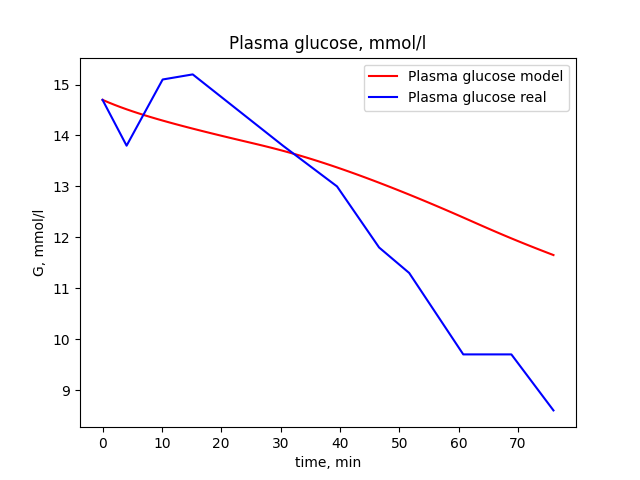 Plasma glucose, mmol/l
Plasma glucose model
Plasma glucose real
15
14
13
12
11
10
9
G, mmol/l
0 10 20 30 40 50 60 70
time, min